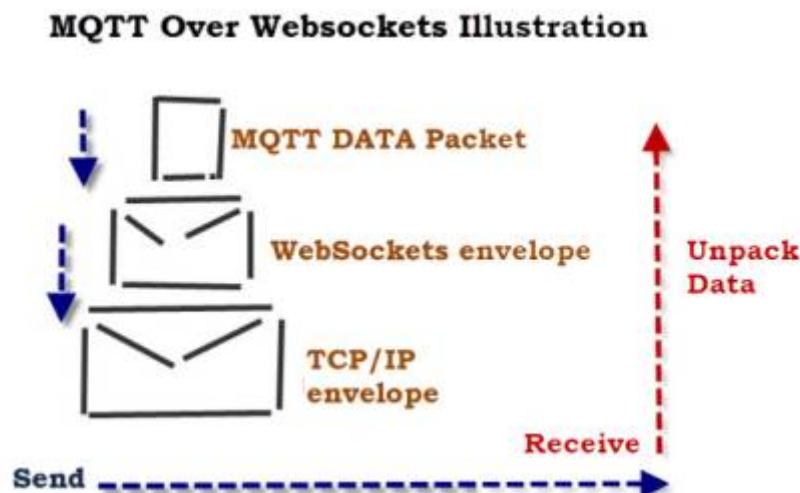 MQTT Over Websockets Illustration
MQTT DATA Packet
WebSockets envelope
Unpack
Data
TCP/IP
envelope
Receive
Send